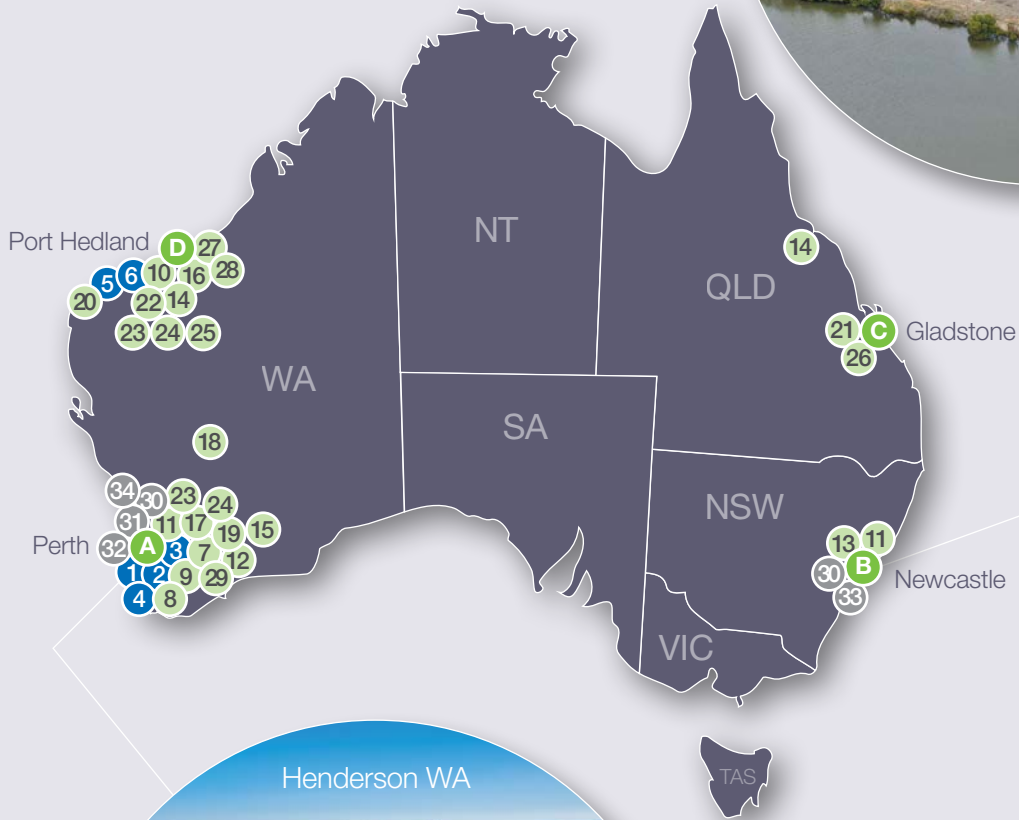 NT
Port Hedland D 27
5 6 10 16 28
20 22 14
23 24 25
14
QLD
21 C Gladstone
26
WA
SA
18
34 30 23 24
31 11 17 19 15
Perth 32 A 3 7 12
1 2 9 29
4 8
NSW
13 11
30 B Newcastle
33
VIC
TAS
Henderson WA